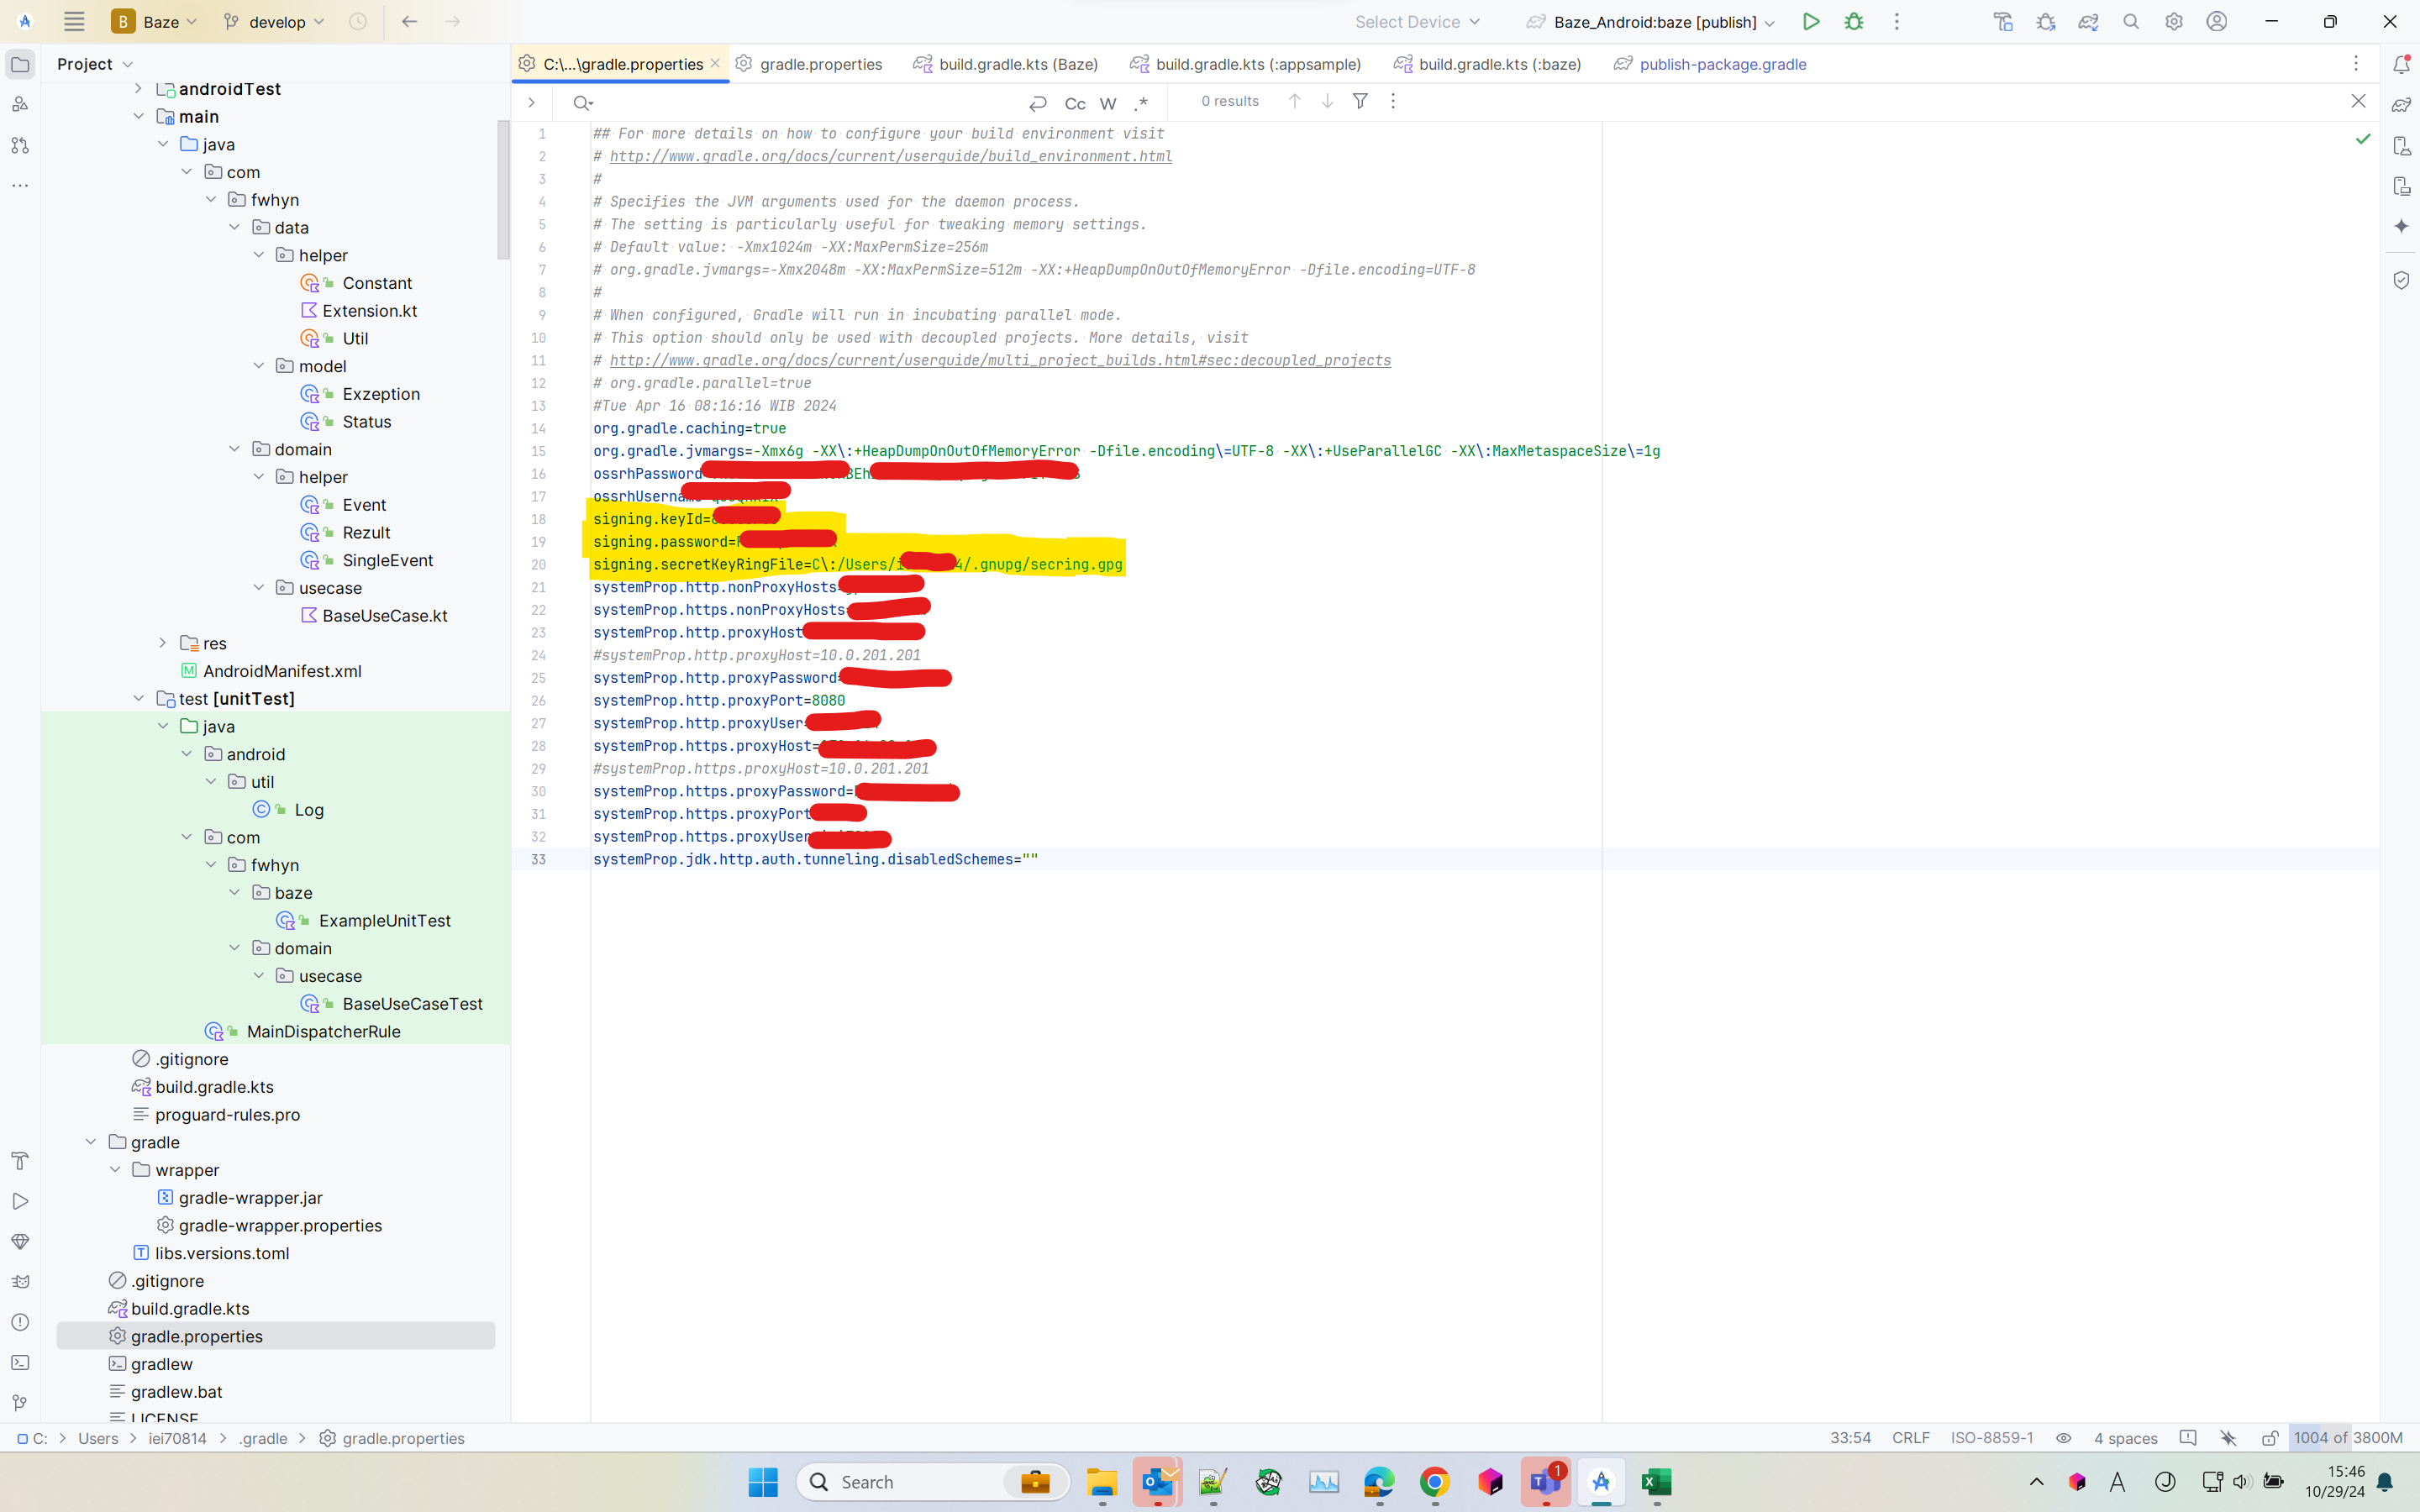 B Baze develop Select Device Baze_Android:baze [publish]
Project
C:\...\gradle.properties gradle.properties build.gradle.kts (Baze) build.gradle.kts (:appsample) build.gradle.kts (:baze) publish-package.gradle
Cc W .* 0 results
androidTest
main
java
com
fwhyn
data
helper
Constant
Extension.kt
Util
model
Exzeption
Status
domain
helper
Event
Rezult
SingleEvent
usecase
BaseUseCase.kt
res
AndroidManifest.xml
test [unitTest]
java
android
util
Log
com
fwhyn
baze
ExampleUnitTest
domain
usecase
BaseUseCaseTest
MainDispatcherRule
.gitignore
build.gradle.kts
proguard-rules.pro
gradle
wrapper
gradle-wrapper.jar
gradle-wrapper.properties
libs.versions.toml
.gitignore
build.gradle.kts
gradle.properties
gradlew
gradlew.bat
LICENSE
1 ## For more details on how to configure your build environment visit
2 # http://www.gradle.org/docs/current/userguide/build_environment.html
3 #
4 # Specifies the JVM arguments used for the daemon process.
5 # The setting is particularly useful for tweaking memory settings.
6 # Default value: -Xmx1024m -XX:MaxPermSize=256m
7 # org.gradle.jvmargs=-Xmx2048m -XX:MaxPermSize=512m -XX:+HeapDumpOnOutOfMemoryError -Dfile.encoding=UTF-8
8 #
9 # When configured, Gradle will run in incubating parallel mode.
10 # This option should only be used with decoupled projects. More details, visit
11 # http://www.gradle.org/docs/current/userguide/multi_project_builds.html#sec:decoupled_projects
12 # org.gradle.parallel=true
13 #Tue Apr 16 08:16:16 WIB 2024
14 org.gradle.caching=true
15 org.gradle.jvmargs=-Xmx6g -XX\:+HeapDumpOnOutOfMemoryError -Dfile.encoding\=UTF-8 -XX\:+UseParallelGC -XX\:MaxMetaspaceSize\=1g
16 ossrhPassword
17 ossrhUsername
18 signing.keyId=
19 signing.password=
20 signing.secretKeyRingFile=C\:/Users/ /.gnupg/secring.gpg
21 systemProp.http.nonProxyHosts=
22 systemProp.https.nonProxyHosts
23 systemProp.http.proxyHost
24 #systemProp.http.proxyHost=10.0.201.201
25 systemProp.http.proxyPassword=
26 systemProp.http.proxyPort=8080
27 systemProp.http.proxyUser
28 systemProp.https.proxyHost=
29 #systemProp.https.proxyHost=10.0.201.201
30 systemProp.https.proxyPassword=
31 systemProp.https.proxyPort
32 systemProp.https.proxyUser
33 systemProp.jdk.http.auth.tunneling.disabledSchemes=""
C: > Users > iei70814 > .gradle > gradle.properties 33:54 CRLF ISO-8859-1 4 spaces 1004 of 3800M
Search
1
15:46
10/29/24